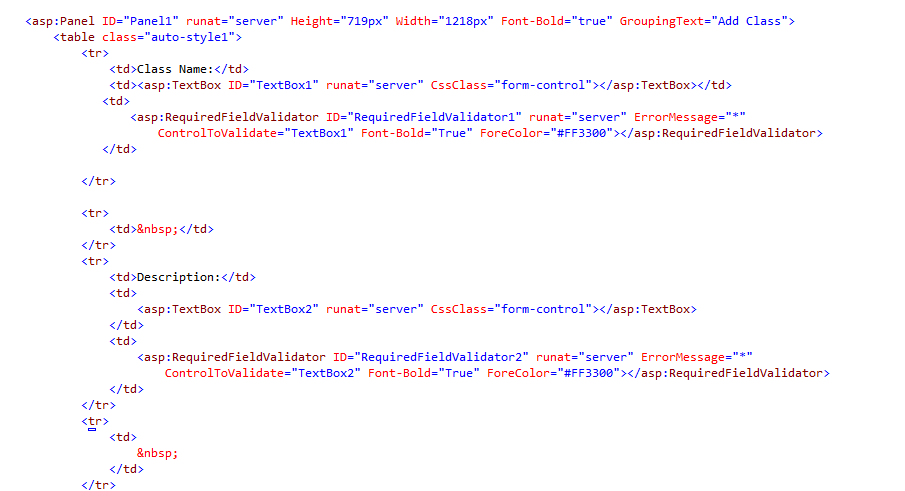 <asp:Panel ID="Panel1" runat="server" Height="719px" Width="1218px" Font-Bold="true" GroupingText="Add Class">
<table class="auto-style1">
<tr>
<td>Class Name:</td>
<td><asp:TextBox ID="TextBox1" runat="server" CssClass="form-control"></asp:TextBox></td>
<td>
<asp:RequiredFieldValidator ID="RequiredFieldValidator1" runat="server" ErrorMessage="*"
ControlToValidate="TextBox1" Font-Bold="True" ForeColor="#FF3300"></asp:RequiredFieldValidator>
</td>
</tr>
<tr>
<td>&nbsp;</td>
</tr>
<tr>
<td>Description:</td>
<td>
<asp:TextBox ID="TextBox2" runat="server" CssClass="form-control"></asp:TextBox>
</td>
<td>
<asp:RequiredFieldValidator ID="RequiredFieldValidator2" runat="server" ErrorMessage="*"
ControlToValidate="TextBox2" Font-Bold="True" ForeColor="#FF3300"></asp:RequiredFieldValidator>
</td>
</tr>
<tr>
<td>
&nbsp;
</td>
</tr>